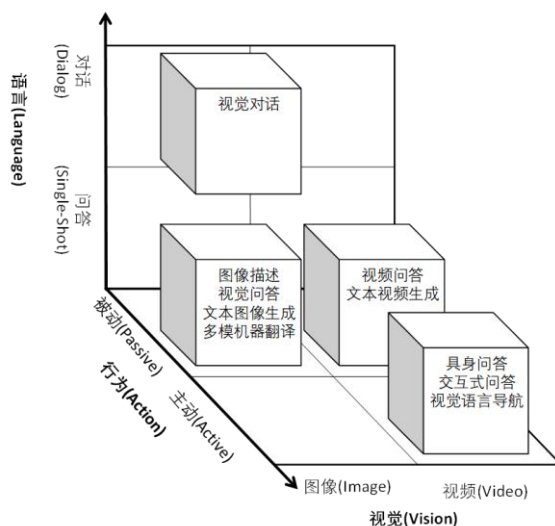 对话
(Dialog)
语言(Language)
问答
(Single-Shot)
视觉对话
图像描述
视觉问答
文本图像生成
多模机器翻译
视频问答
文本视频生成
具身问答
交互式问答
视觉语言导航
被动(Passive)
行为(Action)
主动(Active)
图像(Image)
视频(Video)
视觉(Vision)